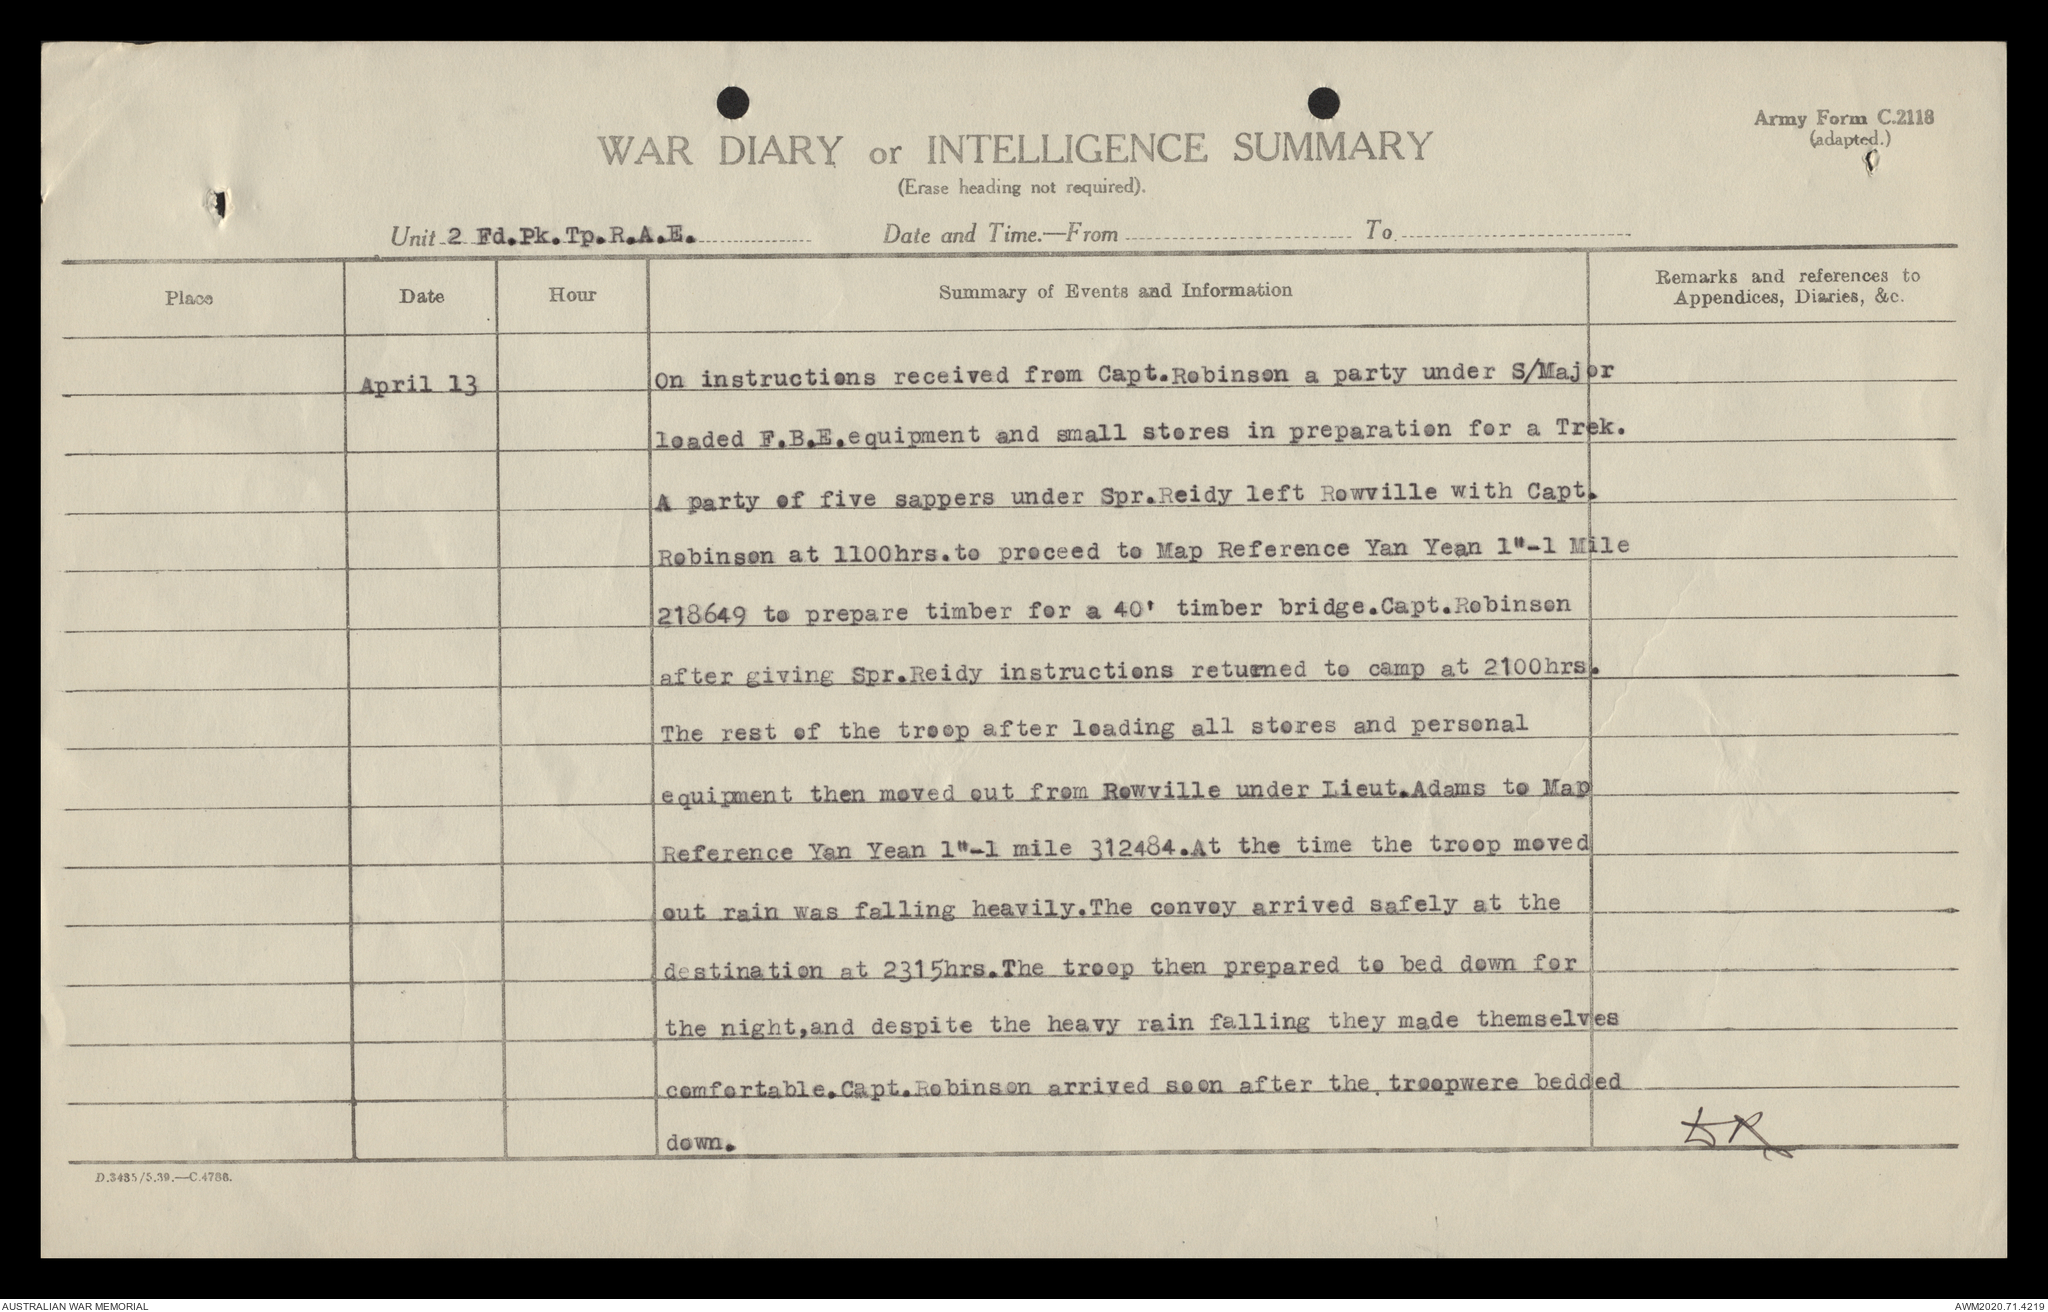 Army Form C.2118
(adapted.)
WAR DIARY or INTELLIGENCE SUMMARY
(Erase heading not required).
Unit 2 Fd.Pk.Tp.R.A.E. Date and Time.—From To
Place Date Hour Summary of Events and Information Remarks and references to
Appendices, Diaries, &c.
April 13 On instructions received from Capt.Robinson a party under S/Major
loaded F.B.E.equipment and small stores in preparation for a Trek.
A party of five sappers under Spr.Reidy left Rowville with Capt.
Robinson at 1100hrs.to proceed to Map Reference Yan Yean 1"-1 Mile
218649 to prepare timber for a 40' timber bridge.Capt.Robinson
after giving Spr.Reidy instructions returned to camp at 2100hrs.
The rest of the troop after loading all stores and personal
equipment then moved out from Rowville under Lieut.Adams to Map
Reference Yan Yean 1"-1 mile 312484.At the time the troop moved
out rain was falling heavily.The convoy arrived safely at the
destination at 2315hrs.The troop then prepared to bed down for
the night,and despite the heavy rain falling they made themselves
comfortable.Capt.Robinson arrived soon after the troopwere bedded
down.
D.3485/5.39.—C.4788.
AUSTRALIAN WAR MEMORIAL AWM2020.71.4219